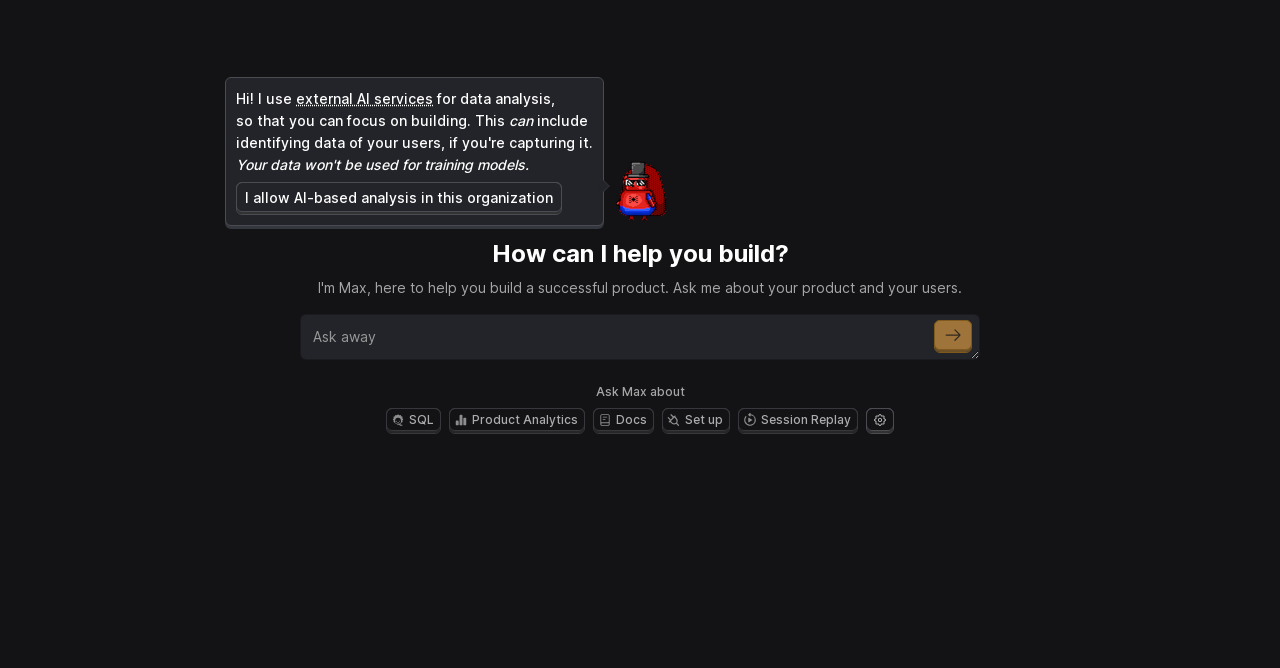 Hi! I use external AI services for data analysis,
so that you can focus on building. This can include
identifying data of your users, if you're capturing it.
Your data won't be used for training models.
I allow AI-based analysis in this organization
How can I help you build?
I'm Max, here to help you build a successful product. Ask me about your product and your users.
Ask away
Ask Max about
SQL Product Analytics Docs Set up Session Replay